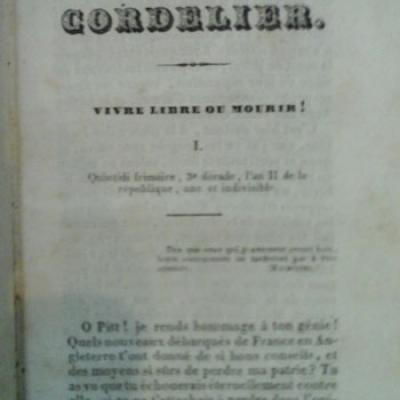 CORDELIER.
VIVRE LIBRE OU MOURIR!
I.
Quintidi frimaire, 3e décade, l'an II de la
république, une et indivisible.
O Pitt! je rends hommage à ton génie!
Quels nouveaux débarqués de France en An-
gleterre t'ont donné de si bons conseils, et
des moyens si sûrs de perdre ma patrie? Tu
as vu que tu échouerais éternellement contre